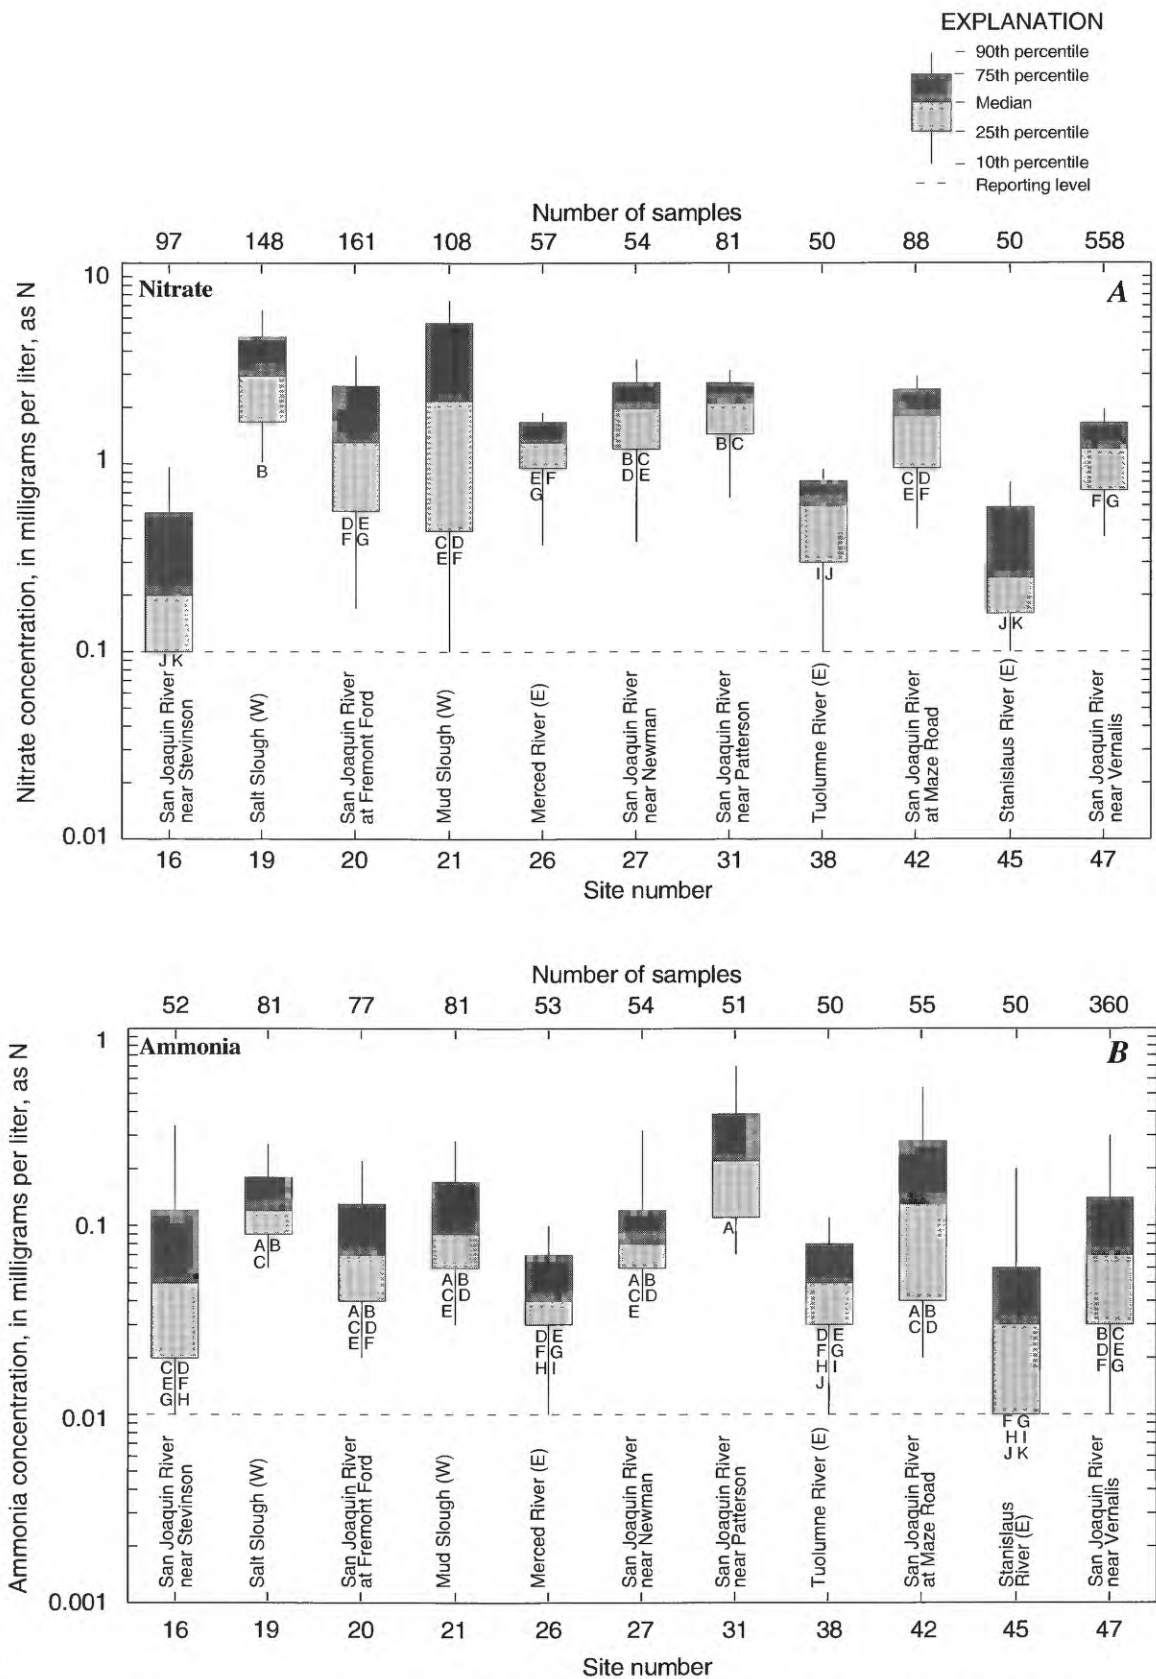 EXPLANATION
90th percentile
75th percentile
Median
25th percentile
10th percentile
- - Reporting level
Number of samples
97 148 161 108 57 54 81 50 88 50 558
Nitrate concentration, in milligrams per liter, as N
10
1
0.1
0.01
Nitrate
A
B
D E
F G
C D
E F
E F
G
B C
D E
B C
I J
C D
E F
J K
F G
J K
San Joaquin River
near Stevinson
Salt Slough (W)
San Joaquin River
at Fremont Ford
Mud Slough (W)
Merced River (E)
San Joaquin River
near Newman
San Joaquin River
near Patterson
Tuolumne River (E)
San Joaquin River
at Maze Road
Stanislaus River (E)
San Joaquin River
near Vernalis
16 19 20 21 26 27 31 38 42 45 47
Site number
Number of samples
52 81 77 81 53 54 51 50 55 50 360
Ammonia concentration, in milligrams per liter, as N
1
0.1
0.01
0.001
Ammonia
B
C D
E F
G H
A B
C
A B
C D
E F
A B
C D
E
D E
F G
H I
A B
C D
E
A
D E
F G
H I
J
A B
C D
F G
H I
J K
B C
D E
F G
San Joaquin River
near Stevinson
Salt Slough (W)
San Joaquin River
at Fremont Ford
Mud Slough (W)
Merced River (E)
San Joaquin River
near Newman
San Joaquin River
near Patterson
Tuolumne River (E)
San Joaquin River
at Maze Road
Stanislaus
River (E)
San Joaquin River
near Vernalis
16 19 20 21 26 27 31 38 42 45 47
Site number